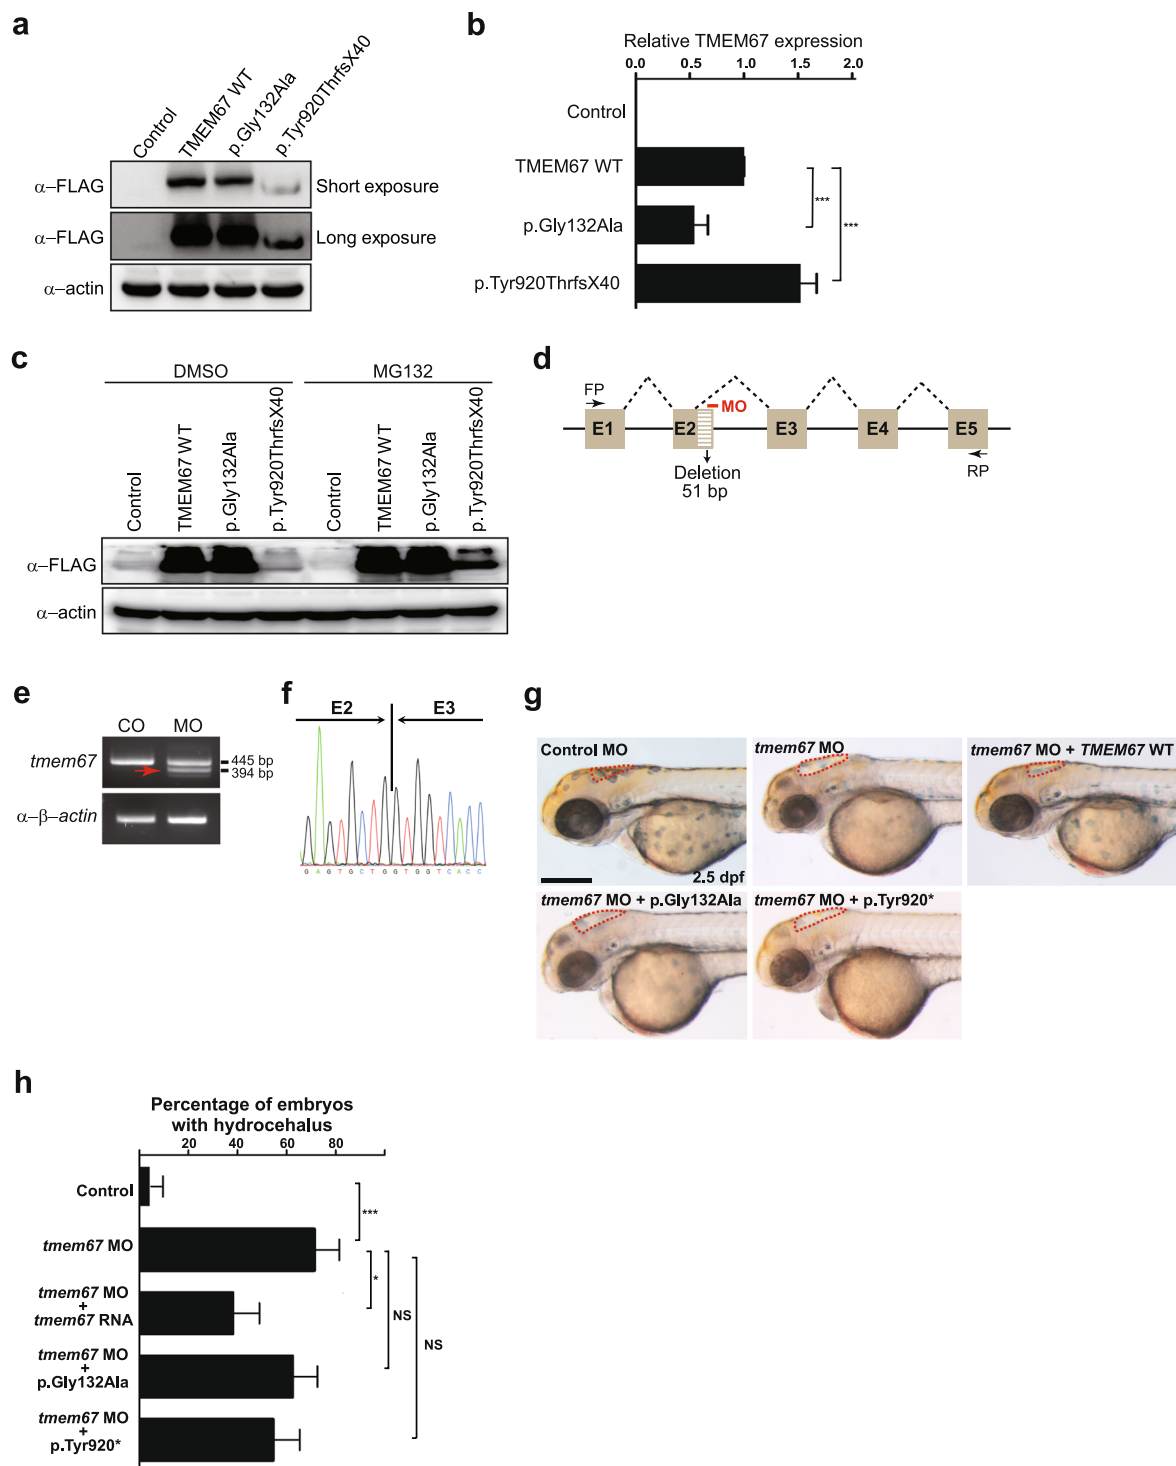 a
Control
TMEM67 WT
p.Gly132Ala
p.Tyr920ThrfsX40
α–FLAG
Short exposure
α–FLAG
Long exposure
α–actin
b
Relative TMEM67 expression
0.0 0.5 1.0 1.5 2.0
Control
TMEM67 WT
p.Gly132Ala
p.Tyr920ThrfsX40
***
***
c
DMSO
MG132
Control
TMEM67 WT
p.Gly132Ala
p.Tyr920ThrfsX40
Control
TMEM67 WT
p.Gly132Ala
p.Tyr920ThrfsX40
α–FLAG
α–actin
d
FP
MO
E1 E2 E3 E4 E5
Deletion
51 bp
RP
e
CO MO
tmem67
445 bp
394 bp
α–β–actin
f
E2 E3
G A G T G C T G G T G G T C A C C
g
Control MO
2.5 dpf
tmem67 MO
tmem67 MO + TMEM67 WT
tmem67 MO + p.Gly132Ala
tmem67 MO + p.Tyr920*
h
Percentage of embryos
with hydrocehalus
20 40 60 80
Control
tmem67 MO
tmem67 MO
+
tmem67 RNA
tmem67 MO
+
p.Gly132Ala
tmem67 MO
+
p.Tyr920*
***
*
NS
NS